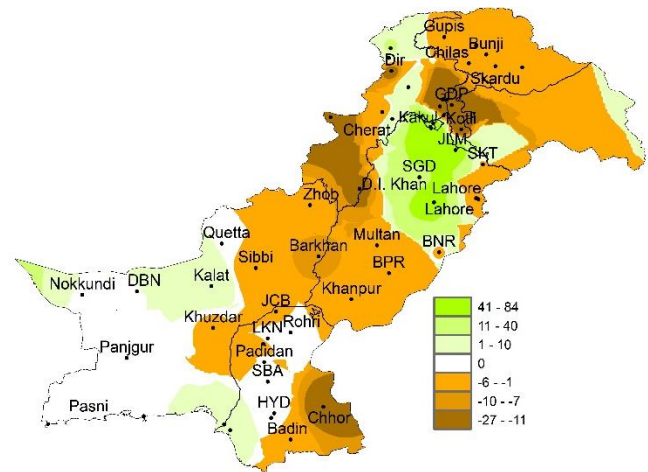 Gupis
Bunji
Chilas
Dir
Skardu
GDP
Kakul
Kotli
Cherat
JLM
SKT
SGD
D.I. Khan
Lahore
Zhob
Lahore
Quetta
Multan
BNR
Barkhan
Sibbi
BPR
DBN
Kalat
Nokkundi
Khanpur
JCB
Khuzdar
LKN
Rohri
Panjgur
Padidan
SBA
Pasni
HYD
Chhor
Badin
41 - 84
11 - 40
1 - 10
0
-6 - -1
-10 - -7
-27 - -11